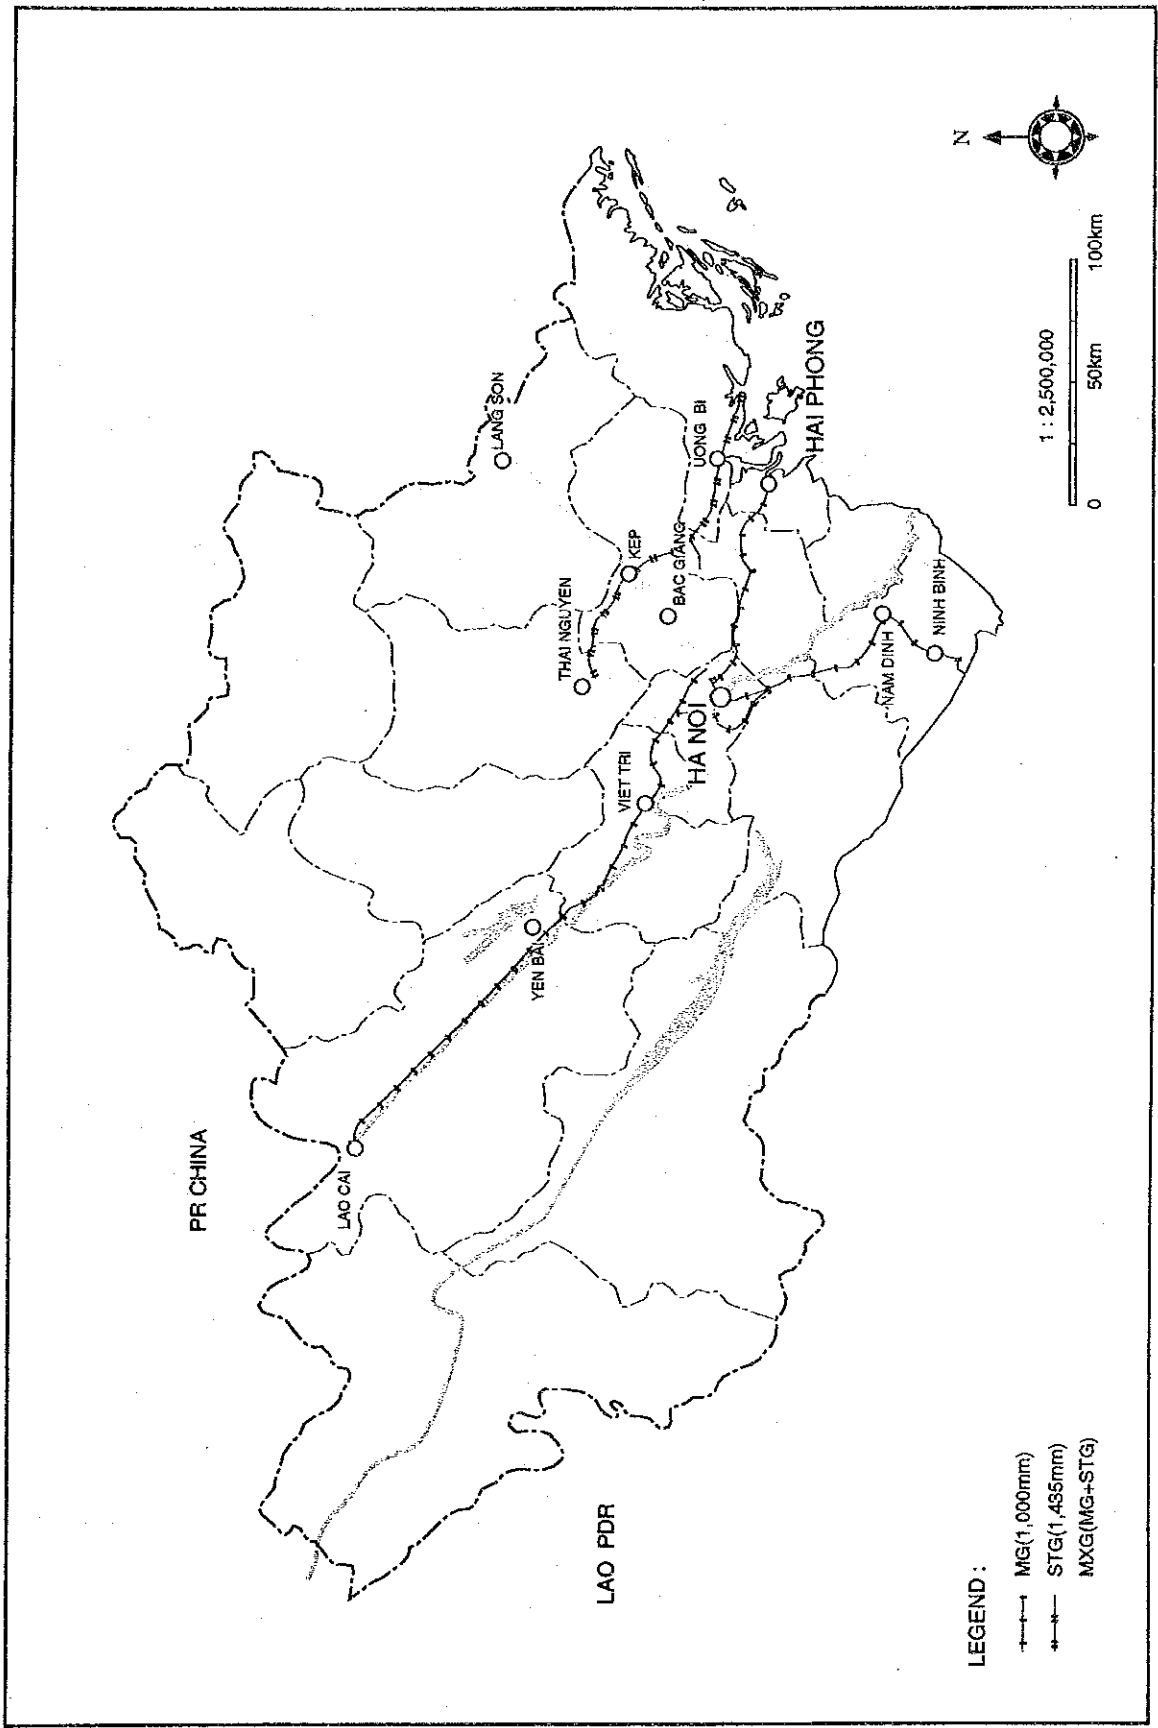 PR CHINA
LAO CAI
YEN BAI
VIET TRI
THAI NGUYEN
KEP
LANG SON
BAC GIANG
UONG BI
HA NOI
HAI PHONG
NAM DINH
NINH BINH
LAO PDR
N
1 : 2,500,000
0 50km 100km
LEGEND :
MG(1,000mm)
STG(1,435mm)
MXG(MG+STG)